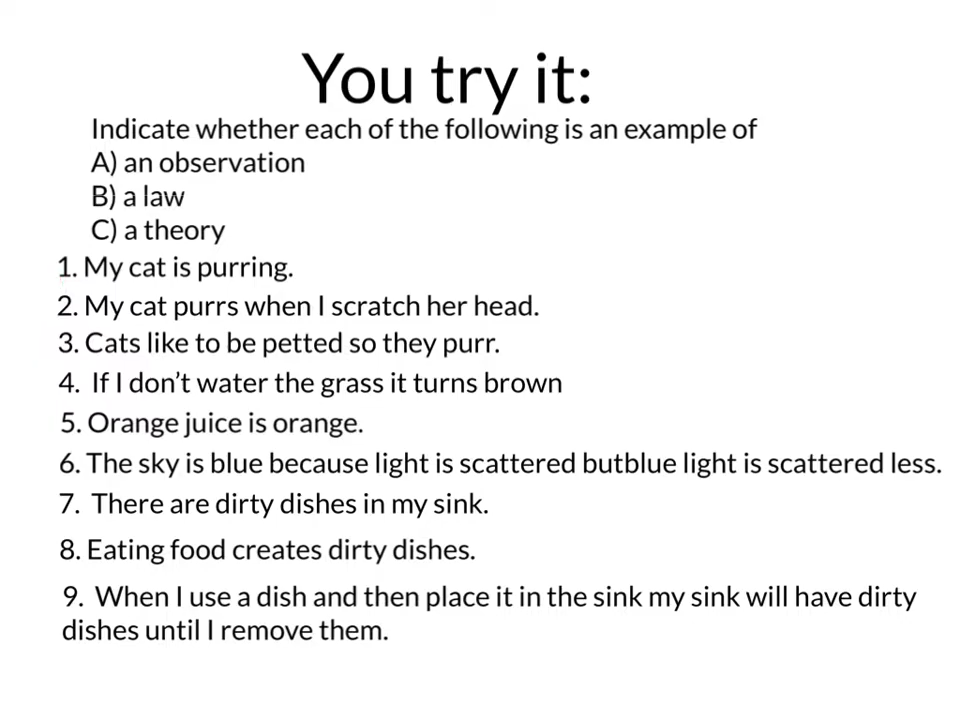 You try it:
Indicate whether each of the following is an example of
A) an observation
B) a law
C) a theory
1. My cat is purring.
2. My cat purrs when I scratch her head.
3. Cats like to be petted so they purr.
4. If I don’t water the grass it turns brown
5. Orange juice is orange.
6. The sky is blue because light is scattered butblue light is scattered less.
7. There are dirty dishes in my sink.
8. Eating food creates dirty dishes.
9. When I use a dish and then place it in the sink my sink will have dirty
dishes until I remove them.